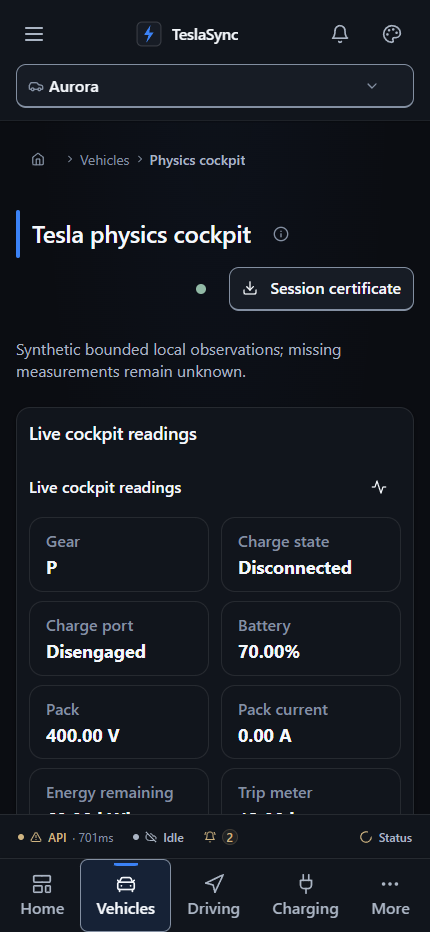 TeslaSync
Aurora
Vehicles
Physics cockpit
Tesla physics cockpit
Session certificate
Synthetic bounded local observations; missing
measurements remain unknown.
Live cockpit readings
Live cockpit readings
Gear
P
Charge state
Disconnected
Charge port
Disengaged
Battery
70.00%
Pack
400.00 V
Pack current
0.00 A
Energy remaining
Trip meter
API · 701ms
Idle
2
Status
Home
Vehicles
Driving
Charging
More